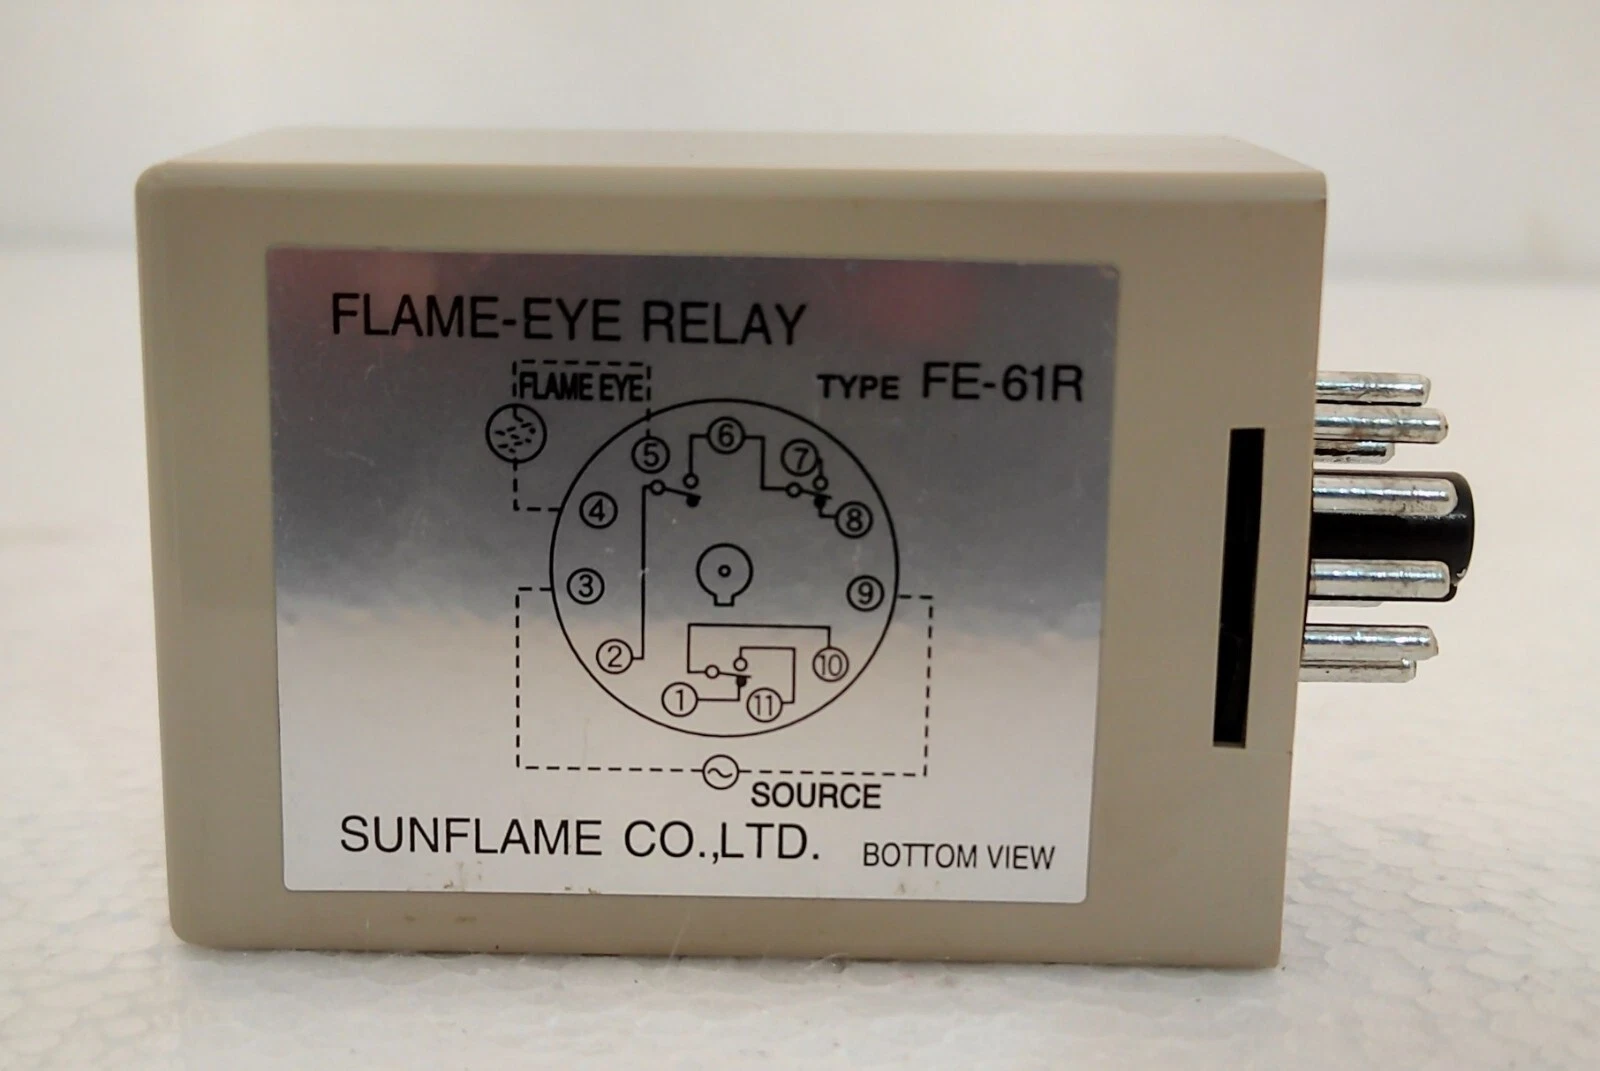 FLAME-EYE RELAY
TYPE FE-61R
FLAME EYE
6
5 7
4 8
3 9
2 10
1 11
SOURCE
SUNFLAME CO.,LTD.
BOTTOM VIEW